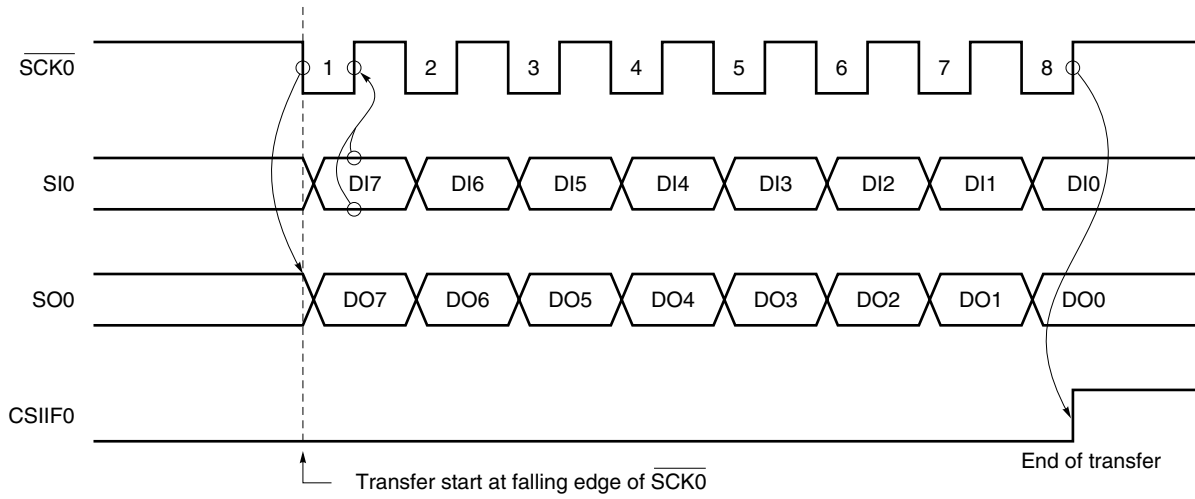 SCK0 1 2 3 4 5 6 7 8
SI0 DI7 DI6 DI5 DI4 DI3 DI2 DI1 DI0
SO0 DO7 DO6 DO5 DO4 DO3 DO2 DO1 DO0
CSIIF0
End of transfer
Transfer start at falling edge of SCK0